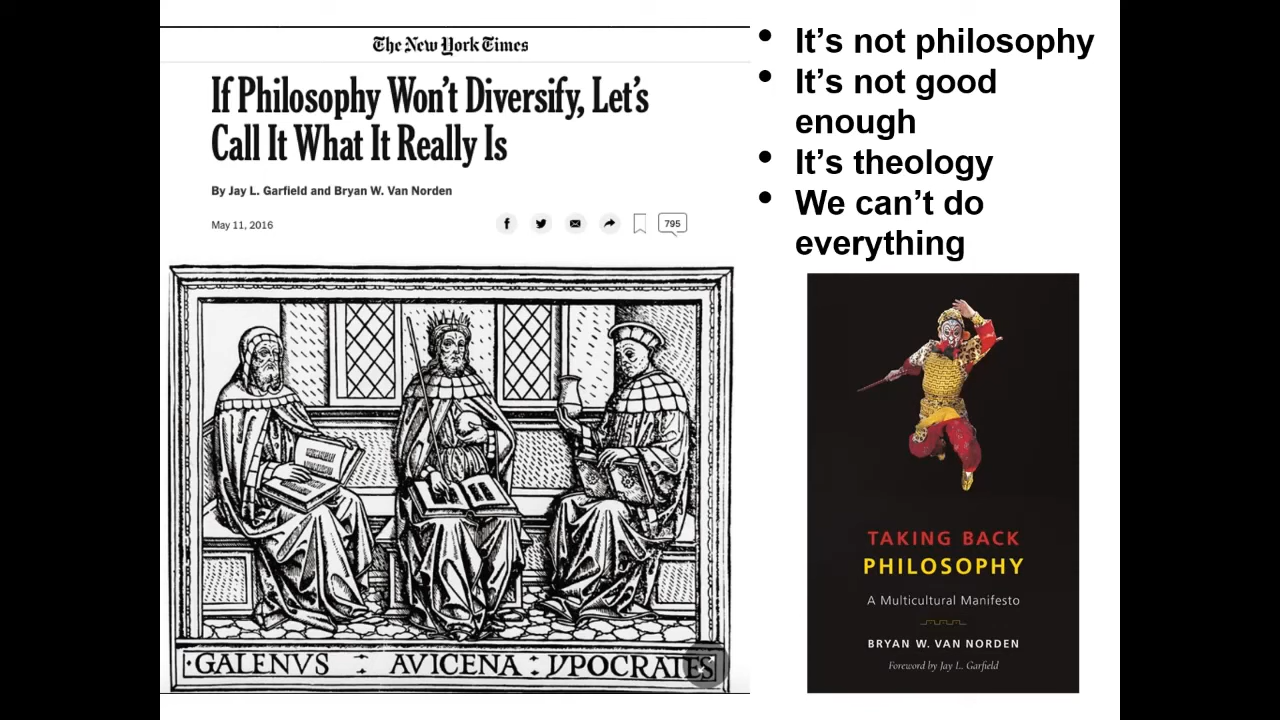 The New York Times
If Philosophy Won't Diversify, Let's
Call It What It Really Is
By Jay L. Garfield and Bryan W. Van Norden
May 11, 2016
795
GALENVS : AVICENA : YPOCRATES
• It's not philosophy
• It's not good
enough
• It's theology
• We can't do
everything
TAKING BACK
PHILOSOPHY
A Multicultural Manifesto
BRYAN W. VAN NORDEN
Foreword by Jay L. Garfield